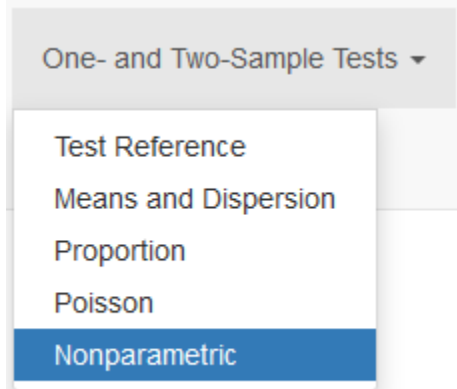 One- and Two-Sample Tests
Test Reference
Means and Dispersion
Proportion
Poisson
Nonparametric